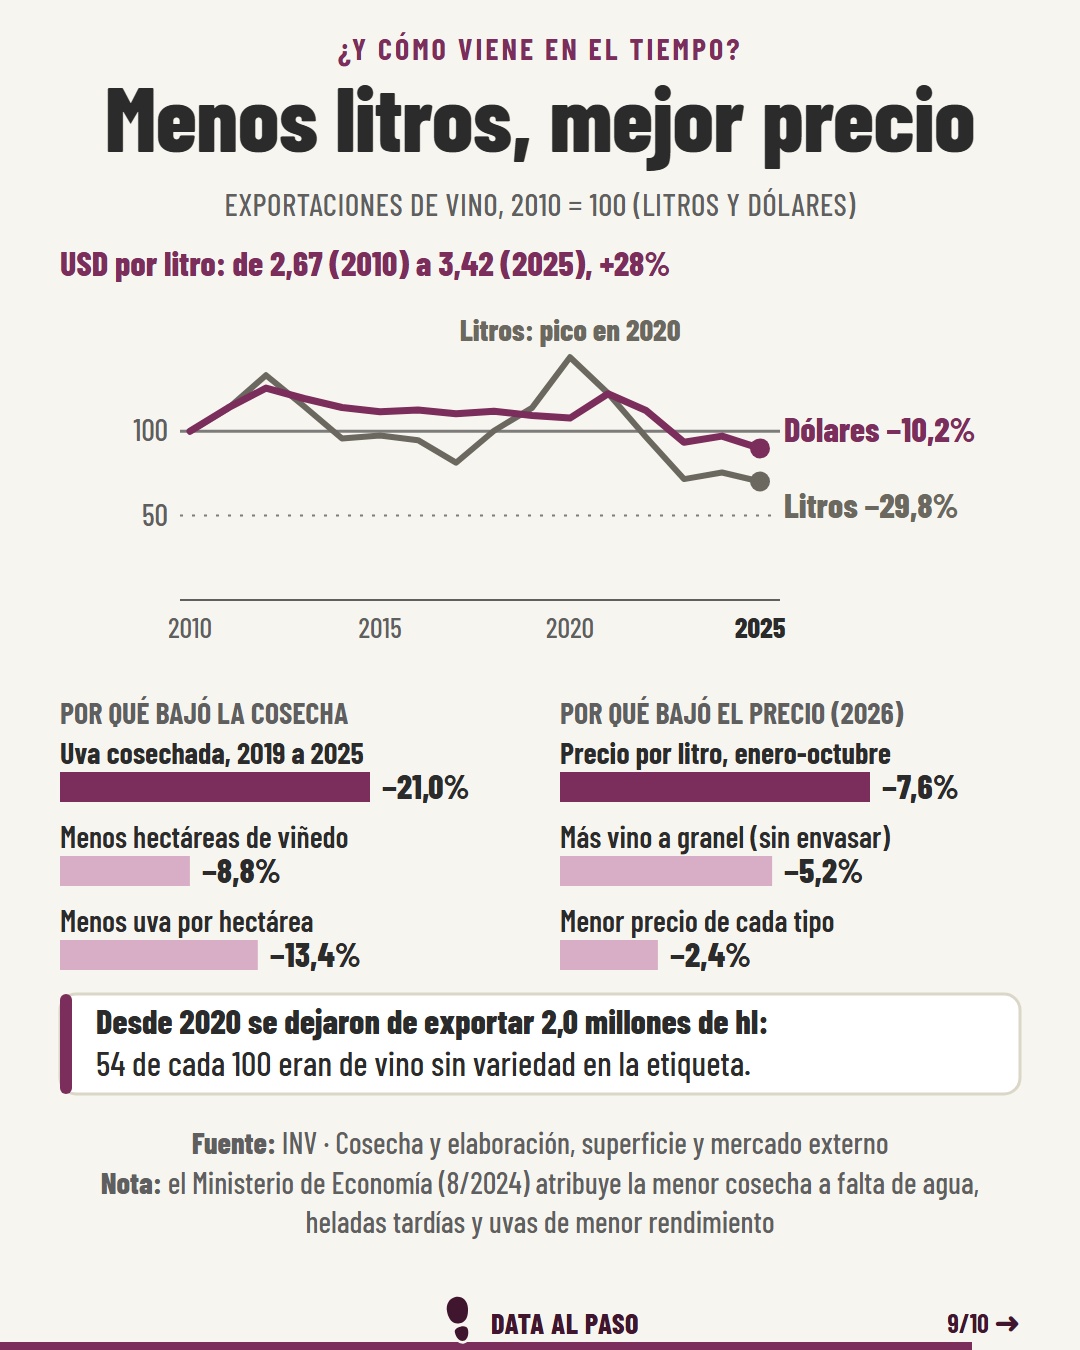 ¿Y CÓMO VIENE EN EL TIEMPO?
Menos litros, mejor precio
EXPORTACIONES DE VINO, 2010 = 100 (LITROS Y DÓLARES)
USD por litro: de 2,67 (2010) a 3,42 (2025), +28%
Litros: pico en 2020
100
Dólares –10,2%
50
Litros –29,8%
2010 2015 2020 2025
POR QUÉ BAJÓ LA COSECHA
Uva cosechada, 2019 a 2025
–21,0%
Menos hectáreas de viñedo
–8,8%
Menos uva por hectárea
–13,4%
POR QUÉ BAJÓ EL PRECIO (2026)
Precio por litro, enero-octubre
–7,6%
Más vino a granel (sin envasar)
–5,2%
Menor precio de cada tipo
–2,4%
Desde 2020 se dejaron de exportar 2,0 millones de hl:
54 de cada 100 eran de vino sin variedad en la etiqueta.
Fuente: INV · Cosecha y elaboración, superficie y mercado externo
Nota: el Ministerio de Economía (8/2024) atribuye la menor cosecha a falta de agua,
heladas tardías y uvas de menor rendimiento
DATA AL PASO
9/10 →